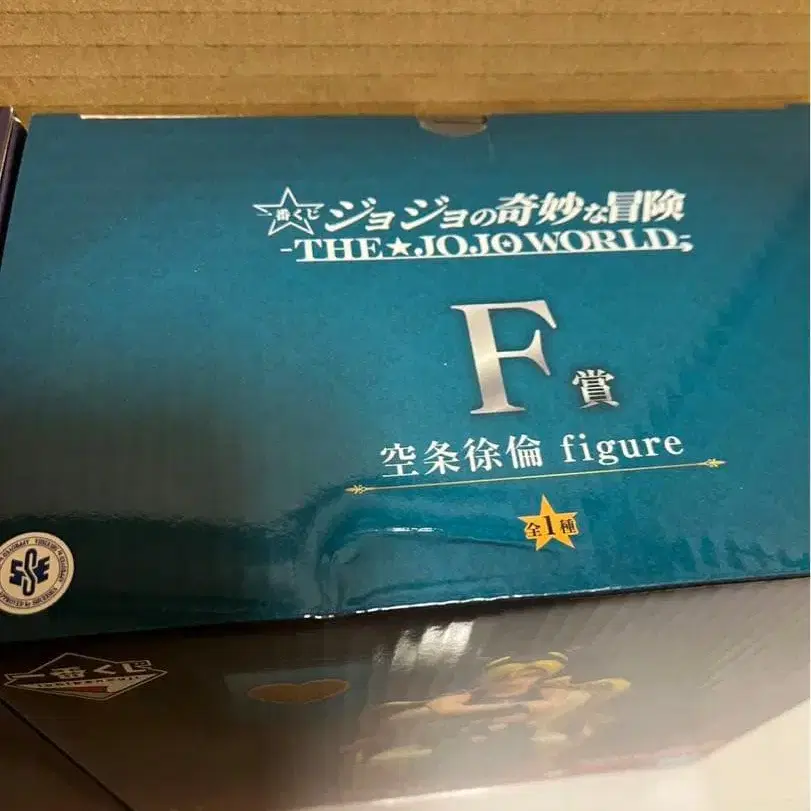 一番くじ ジョジョの奇妙な冒険
-THE★JOJO WORLD-
F賞
空条徐倫 figure
全1種
一番くじ